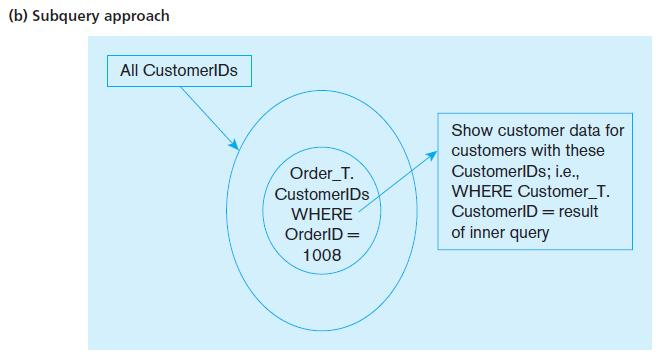 (b) Subquery approach
All CustomerIDs
Order_T.
CustomerIDs
WHERE
OrderID =
1008
Show customer data for
customers with these
CustomerIDs; i.e.,
WHERE Customer_T.
CustomerID = result
of inner query